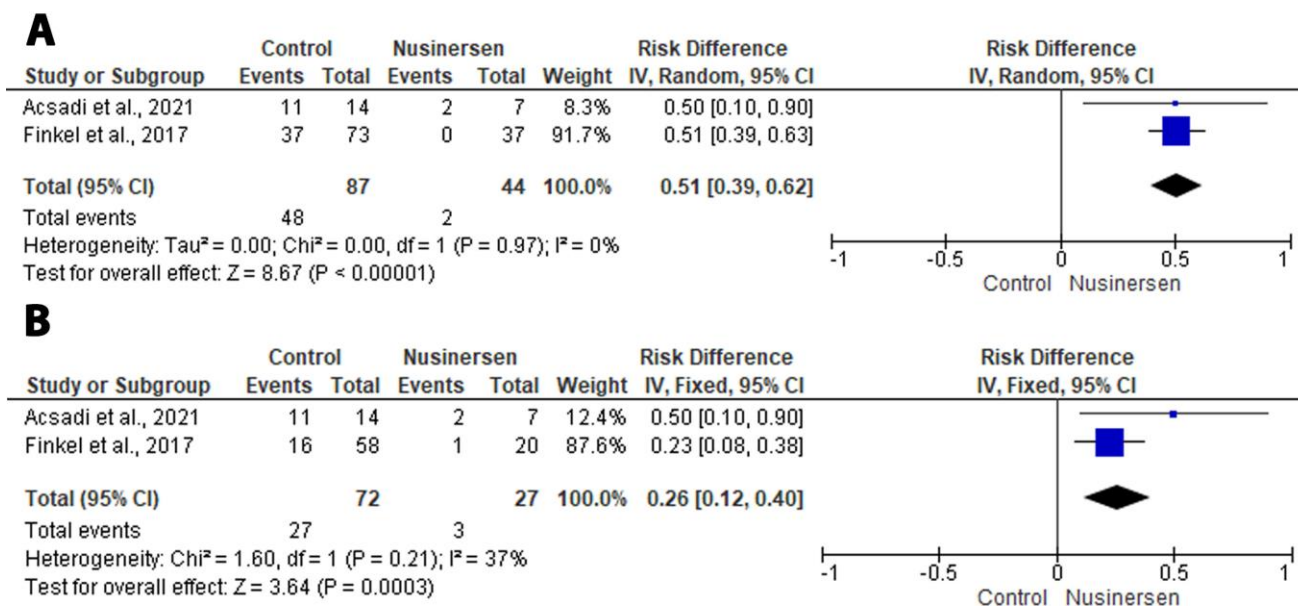 A
Control Nusinersen Risk Difference Risk Difference
Study or Subgroup Events Total Events Total Weight IV, Random, 95% CI IV, Random, 95% CI
Acsadi et al., 2021 11 14 2 7 8.3% 0.50 [0.10, 0.90]
Finkel et al., 2017 37 73 0 37 91.7% 0.51 [0.39, 0.63]
Total (95% CI) 87 44 100.0% 0.51 [0.39, 0.62]
Total events 48 2
Heterogeneity: Tau² = 0.00; Chi² = 0.00, df = 1 (P = 0.97); I² = 0%
Test for overall effect: Z = 8.67 (P < 0.00001)
-1 -0.5 0 0.5 1
Control Nusinersen
B
Control Nusinersen Risk Difference Risk Difference
Study or Subgroup Events Total Events Total Weight IV, Fixed, 95% CI IV, Fixed, 95% CI
Acsadi et al., 2021 11 14 2 7 12.4% 0.50 [0.10, 0.90]
Finkel et al., 2017 16 58 1 20 87.6% 0.23 [0.08, 0.38]
Total (95% CI) 72 27 100.0% 0.26 [0.12, 0.40]
Total events 27 3
Heterogeneity: Chi² = 1.60, df = 1 (P = 0.21); I² = 37%
Test for overall effect: Z = 3.64 (P = 0.0003)
-1 -0.5 0 0.5 1
Control Nusinersen